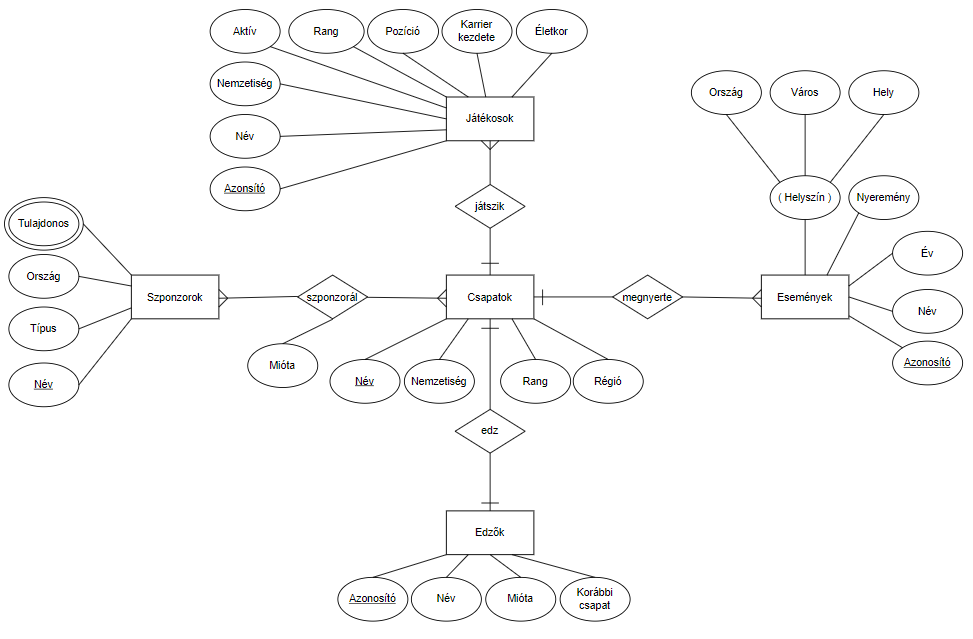 Aktív
Rang
Pozíció
Karrier
kezdete
Életkor
Nemzetiség
Név
Azonsító
Játékosok
Ország
Város
Hely
( Helyszín )
Nyeremény
Év
Név
Azonosító
Események
játszik
Tulajdonos
Ország
Típus
Név
Szponzorok
szponzorál
Mióta
Csapatok
megnyerte
Név
Nemzetiség
Rang
Régió
edz
Edzők
Azonosító
Név
Mióta
Korábbi
csapat